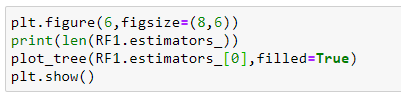 plt.figure(6,figsize=(8,6))
print(len(RF1.estimators_))
plot_tree(RF1.estimators_[0],filled=True)
plt.show()